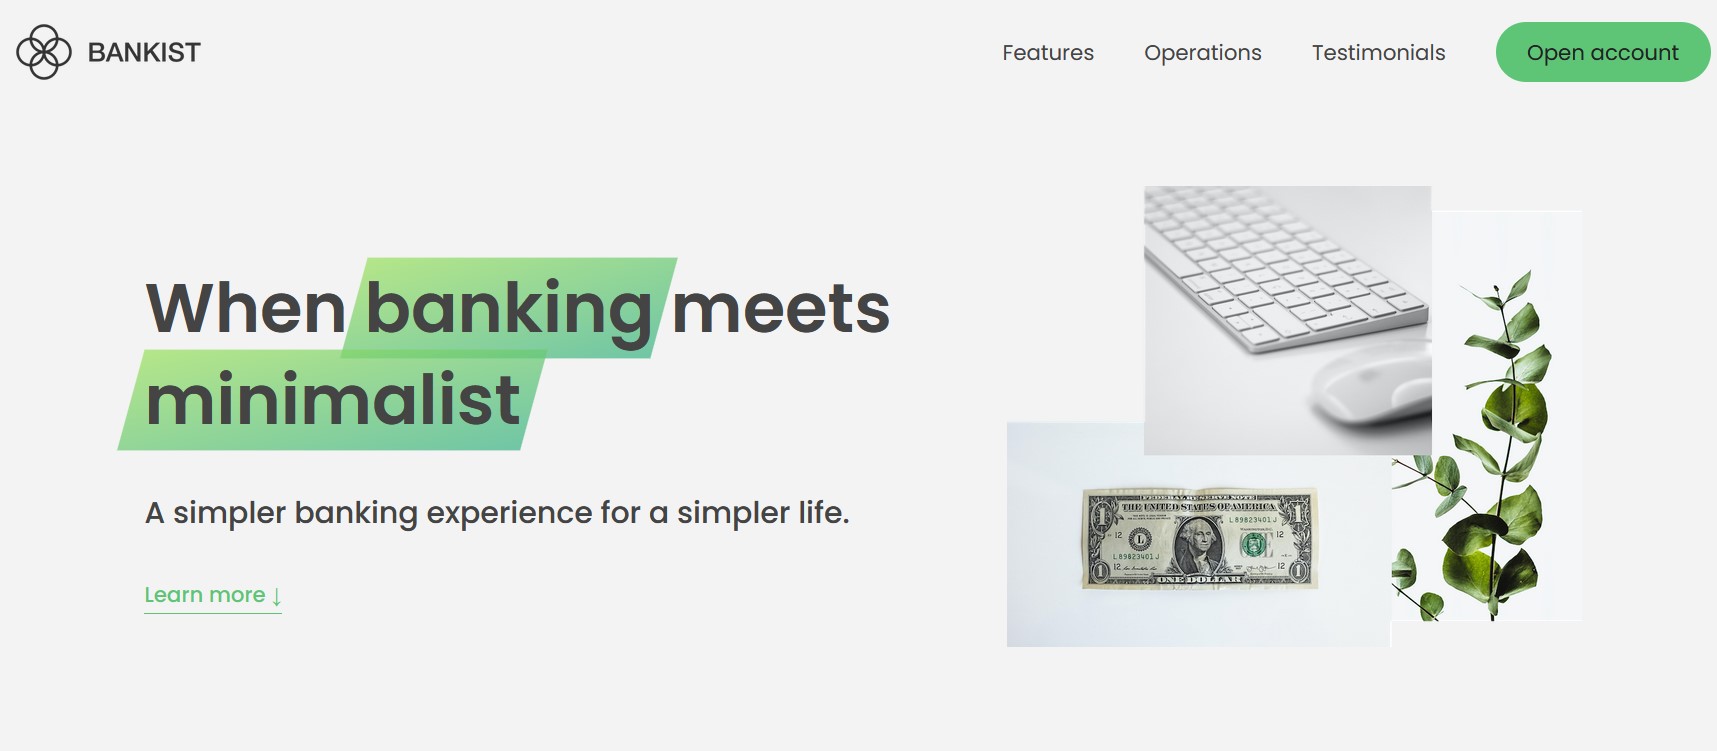 BANKIST
Features
Operations
Testimonials
Open account
When banking meets
minimalist
A simpler banking experience for a simpler life.
Learn more ↓
FEDERAL RESERVE NOTE
THE UNITED STATES OF AMERICA
L 89823401 J
WASHINGTON, D.C.
12
L
12
L 89823401 J
12
12
1
1
1
1
ONE DOLLAR